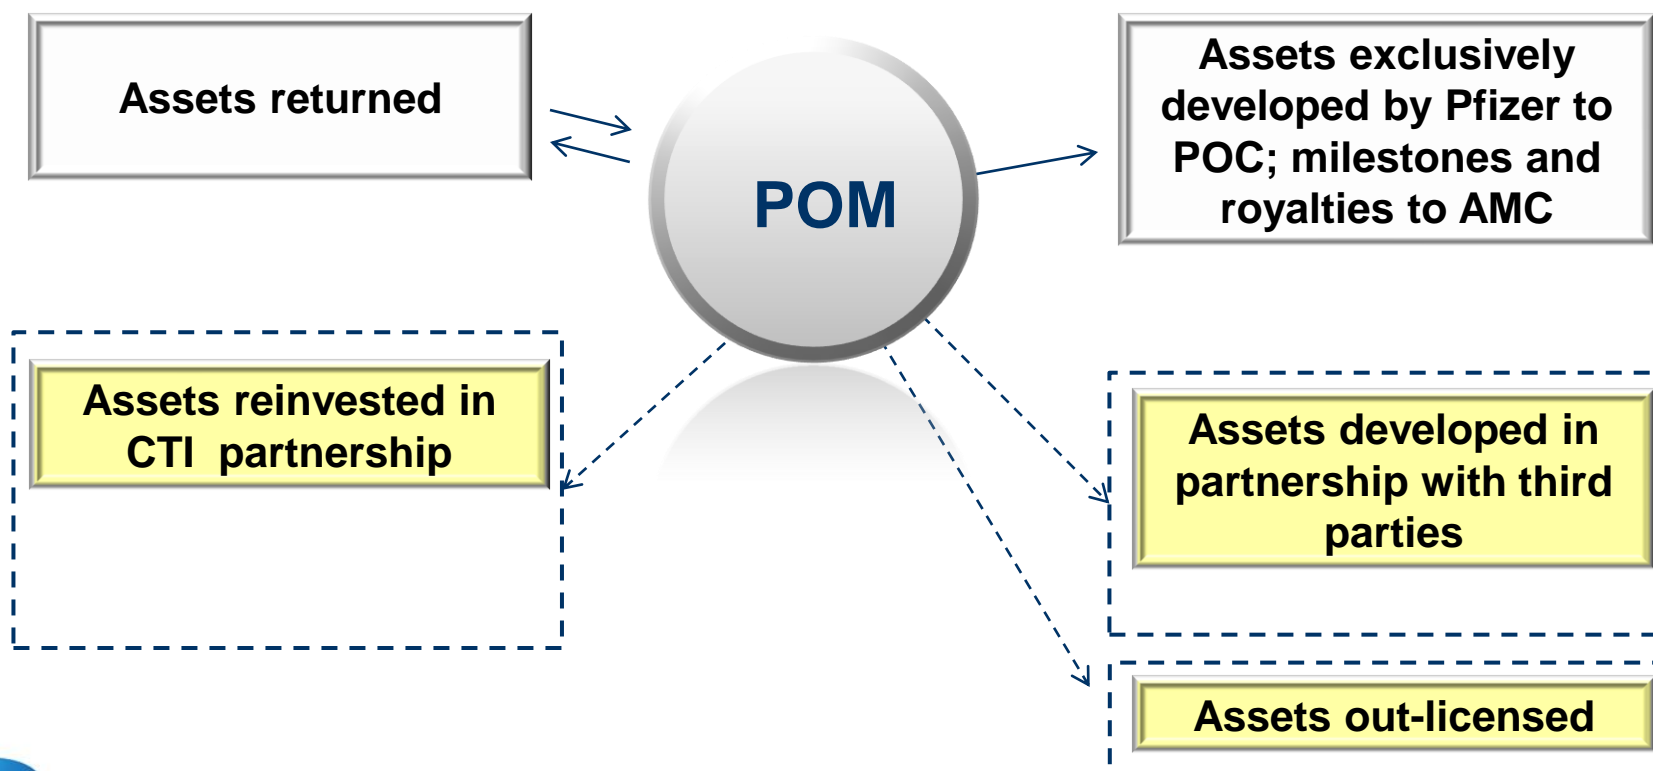 Assets returned
POM
Assets exclusively
developed by Pfizer to
POC; milestones and
royalties to AMC
Assets reinvested in
CTI partnership
Assets developed in
partnership with third
parties
Assets out-licensed